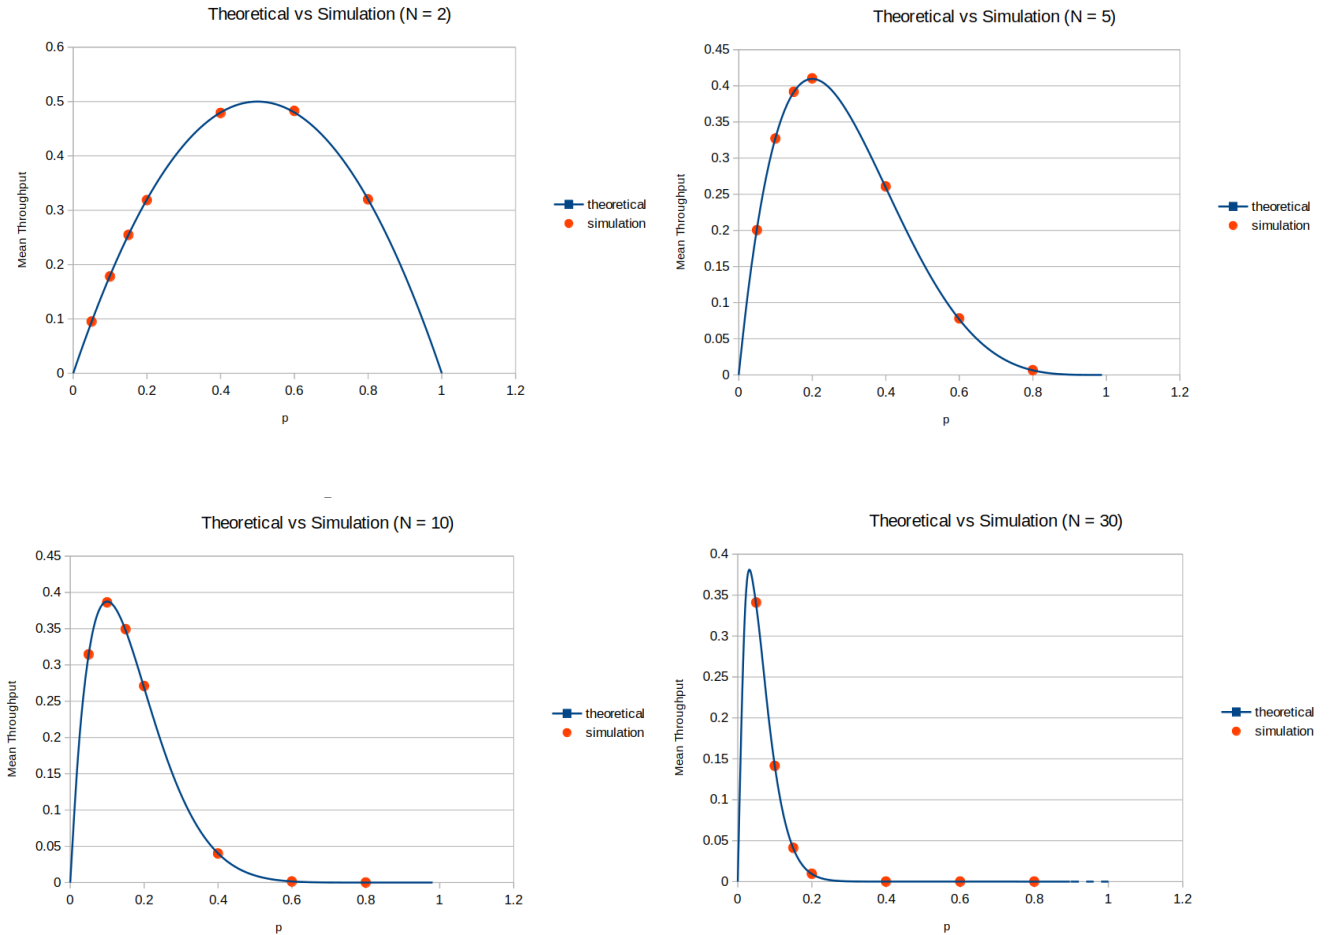 Theoretical vs Simulation (N = 2)
0.6
0.5
0.4
0.3
0.2
0.1
0
0 0.2 0.4 0.6 0.8 1 1.2
p
Mean Throughput
theoretical
simulation
Theoretical vs Simulation (N = 5)
0.45
0.4
0.35
0.3
0.25
0.2
0.15
0.1
0.05
0
0 0.2 0.4 0.6 0.8 1 1.2
p
Mean Throughput
theoretical
simulation
Theoretical vs Simulation (N = 10)
0.45
0.4
0.35
0.3
0.25
0.2
0.15
0.1
0.05
0
0 0.2 0.4 0.6 0.8 1 1.2
p
Mean Throughput
theoretical
simulation
Theoretical vs Simulation (N = 30)
0.4
0.35
0.3
0.25
0.2
0.15
0.1
0.05
0
0 0.2 0.4 0.6 0.8 1 1.2
p
Mean Throughput
theoretical
simulation